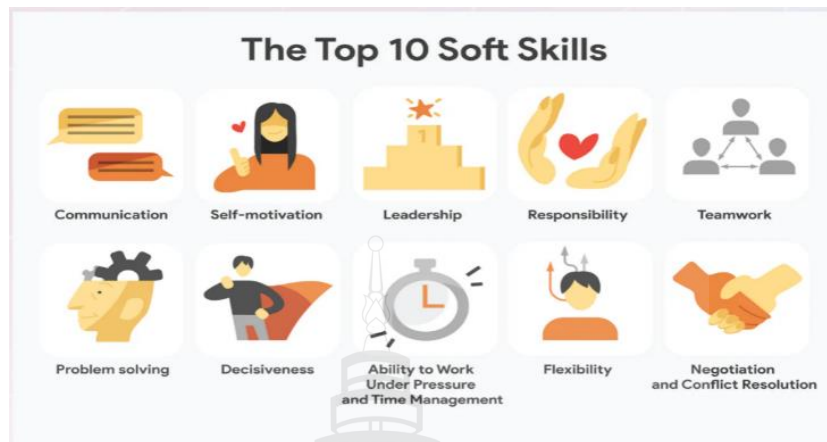 The Top 10 Soft Skills
Communication
Self-motivation
Leadership
1
Responsibility
Teamwork
Problem solving
Decisiveness
Ability to Work
Under Pressure
and Time Management
Flexibility
Negotiation
and Conflict Resolution